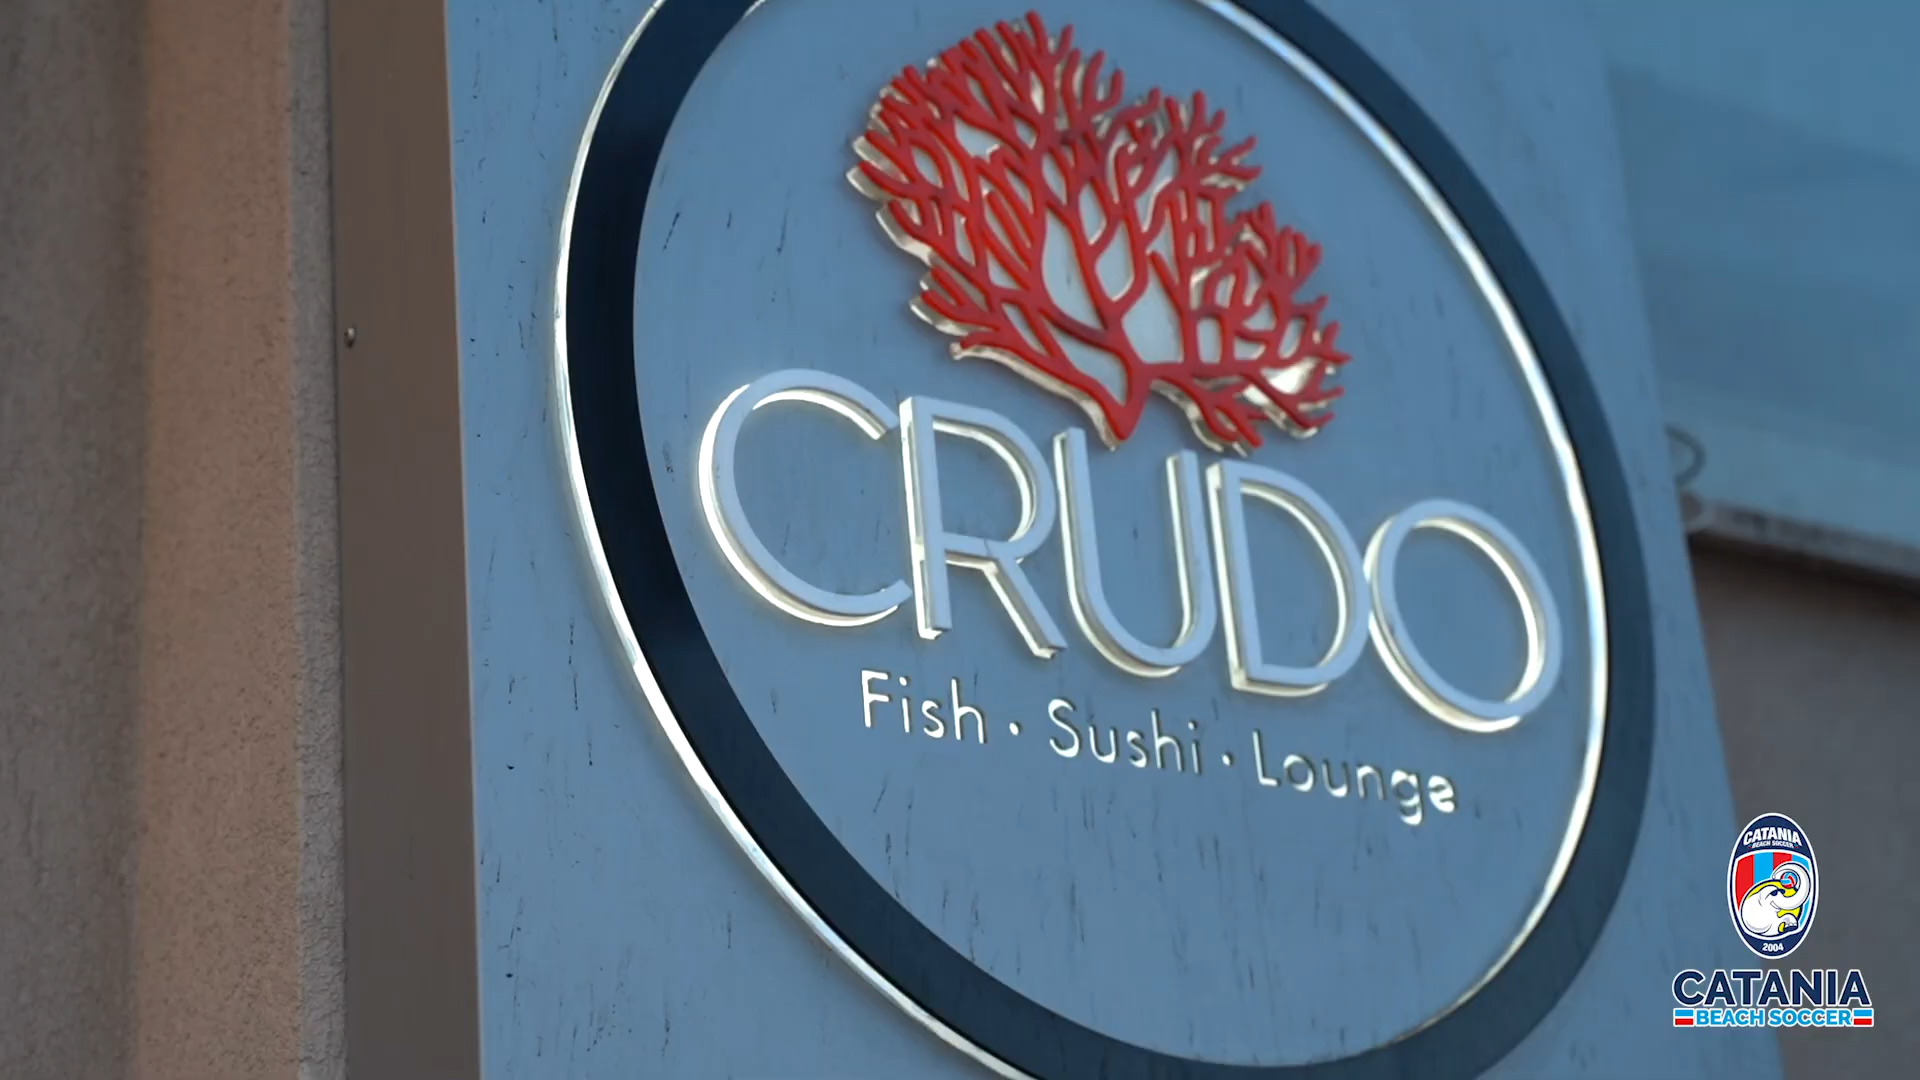 CRUDO
Fish · Sushi · Lounge
CATANIA
BEACH SOCCER
2004
CATANIA
BEACH SOCCER